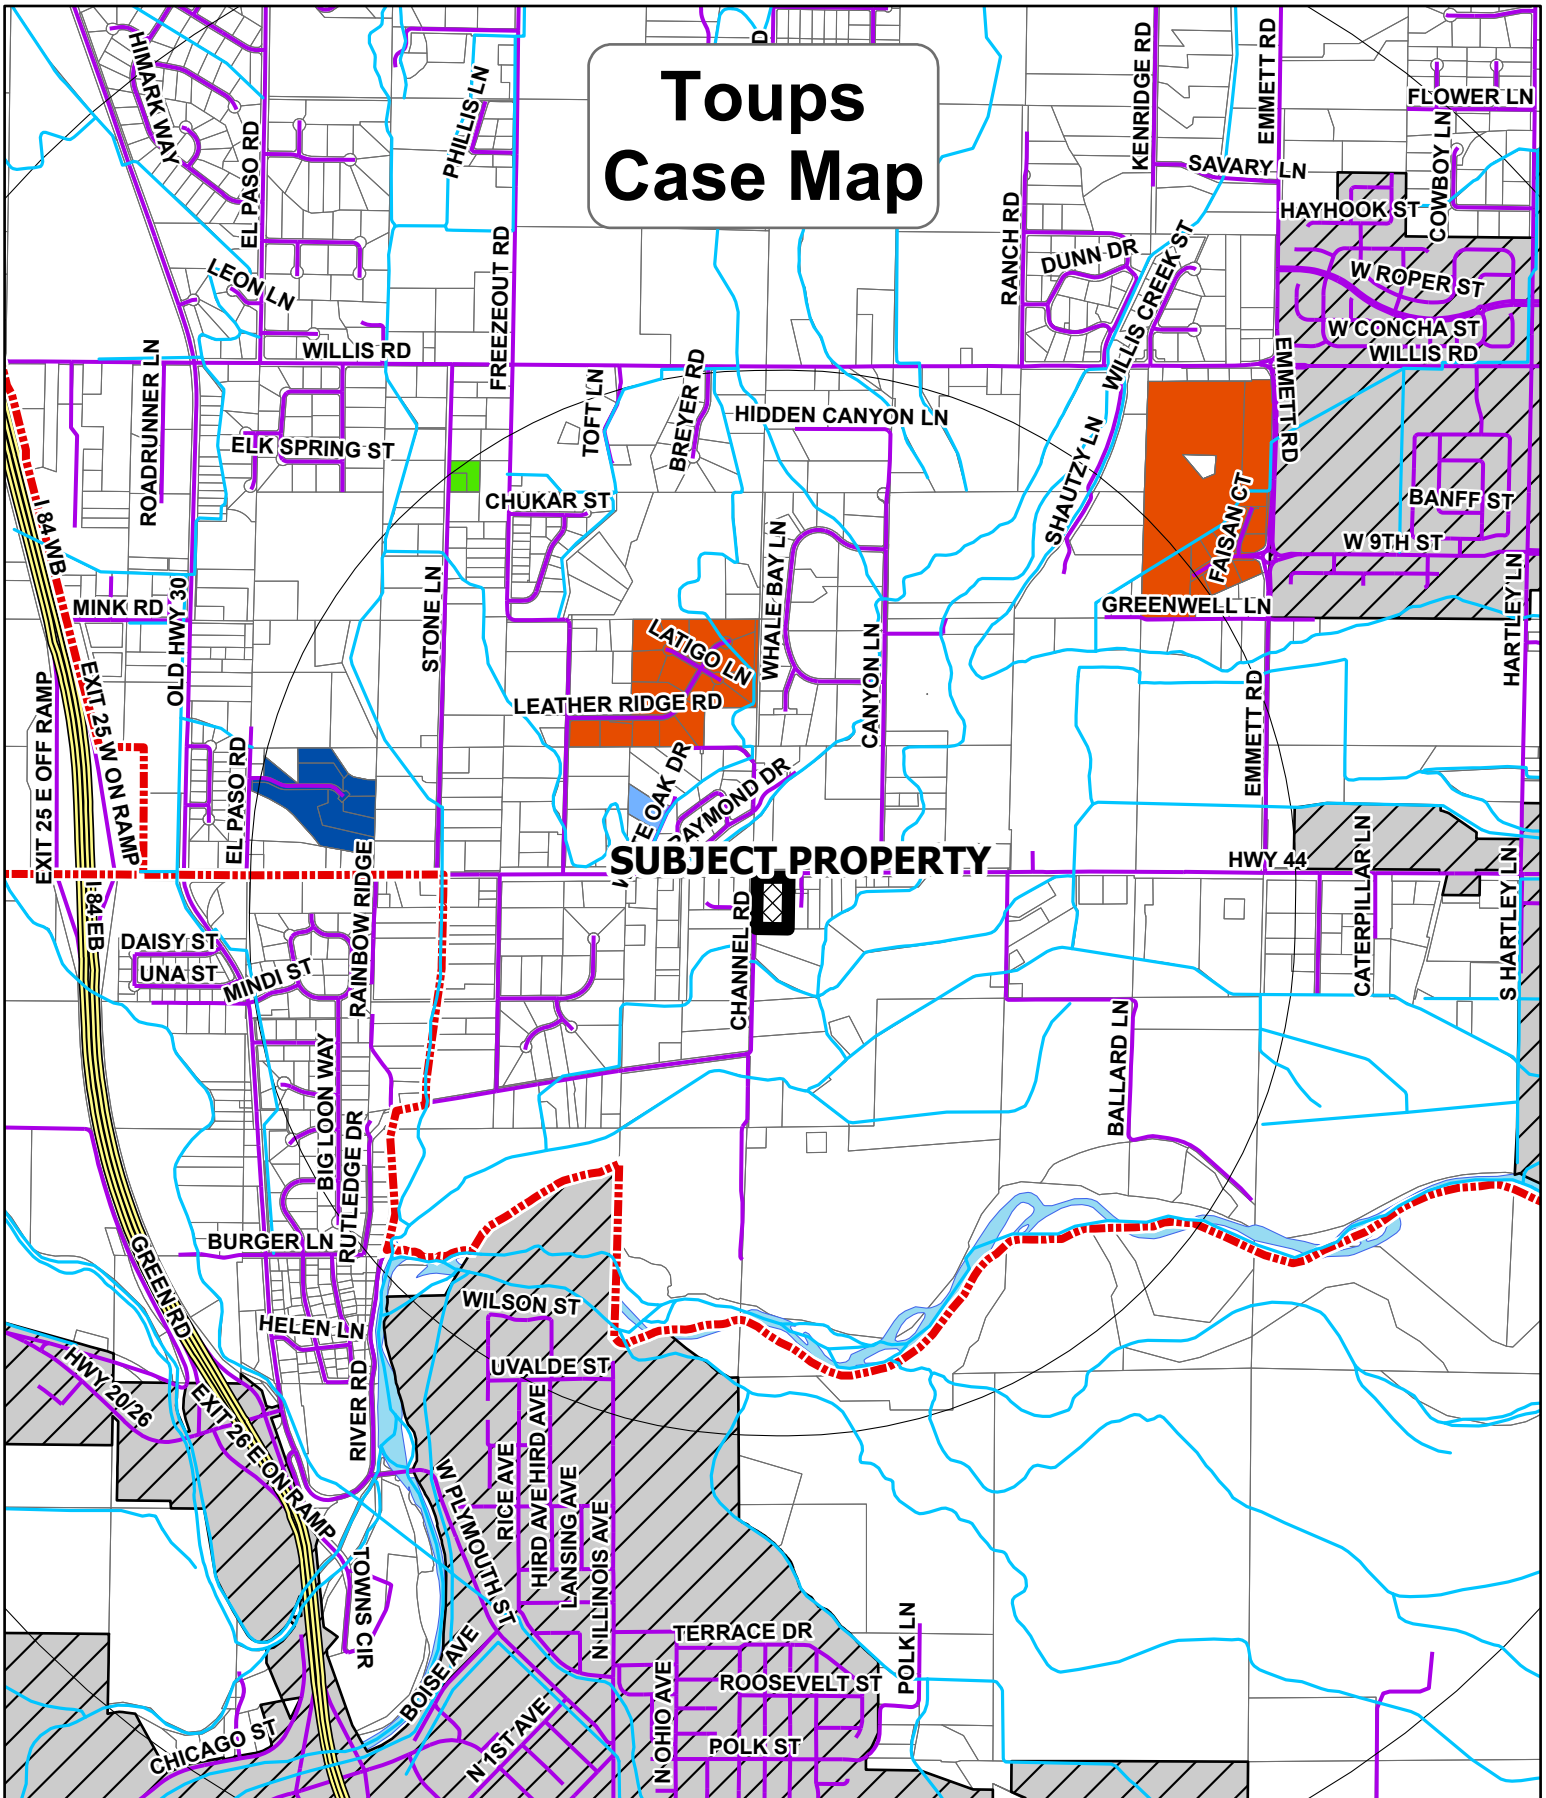 Toups
Case Map
HIMARK WAY
EL PASO RD
PHILLIS LN
FREEZEOUT RD
D
KENRIDGE RD
EMMETT RD
FLOWER LN
COWBOY LN
SAVARY LN
HAYHOOK ST
RANCH RD
DUNN DR
WILLIS CREEK ST
W ROPER ST
W CONCHA ST
WILLIS RD
LEON LN
WILLIS RD
ROADRUNNER LN
ELK SPRING ST
TOFT LN
BREYER RD
HIDDEN CANYON LN
SHAUTZY LN
EMMETT RD
FAISAN CT
BANFF ST
W 9TH ST
CHUKAR ST
I 84 WB
MINK RD
OLD HWY 30
STONE LN
WHALE BAY LN
CANYON LN
GREENWELL LN
HARTLEY LN
LATIGO LN
LEATHER RIDGE RD
EXIT 25 E OFF RAMP
EXIT 25 W ON RAMP
EL PASO RD
TE OAK DR
RAYMOND DR
EMMETT RD
SUBJECT PROPERTY
HWY 44
CATERPILLAR LN
S HARTLEY LN
I 84 EB
RAINBOW RIDGE
CHANNEL RD
DAISY ST
UNA ST
MINDI ST
BALLARD LN
BIG LOON WAY
RUTLEDGE DR
BURGER LN
GREEN RD
HELEN LN
RIVER RD
WILSON ST
UVALDE ST
HWY 20/26
EXIT 26 E ON RAMP
TOWNS CIR
W PLYMOUTH ST
RICE AVE
HIRD AVE
HIRD AVE
LANSING AVE
N ILLINOIS AVE
BOISE AVE
N 1ST AVE
CHICAGO ST
TERRACE DR
ROOSEVELT ST
N OHIO AVE
POLK ST
POLK LN